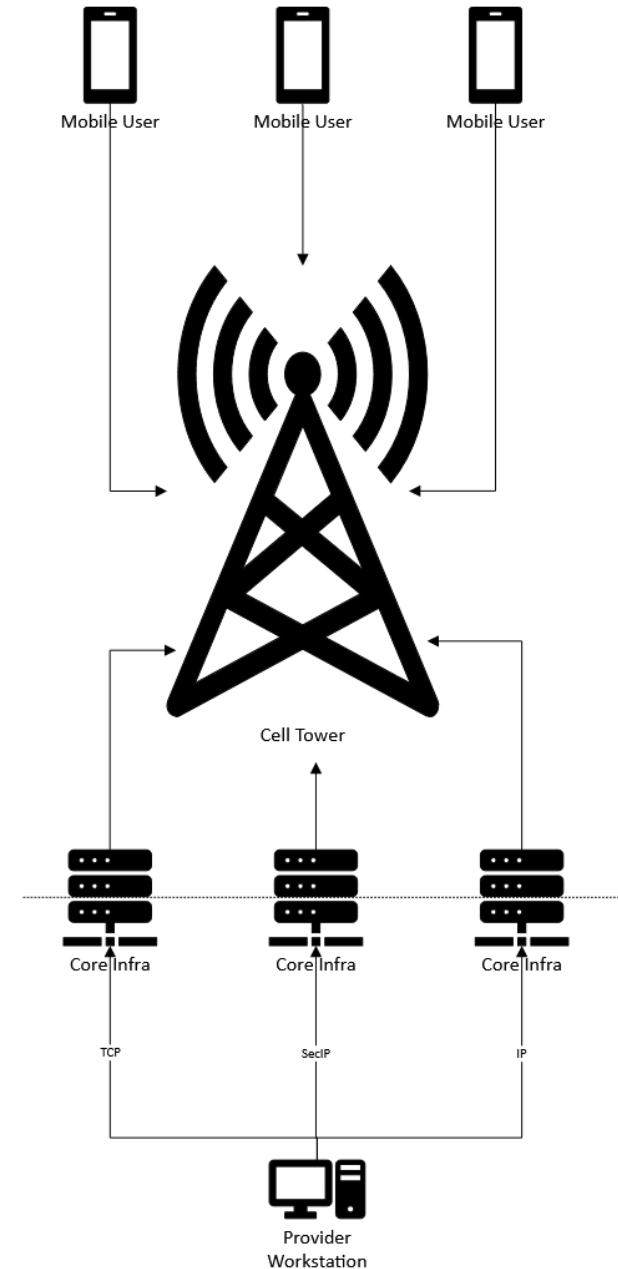 Mobile User
Mobile User
Mobile User
Cell Tower
Core Infra
Core Infra
Core Infra
TCP
SecIP
IP
Provider
Workstation